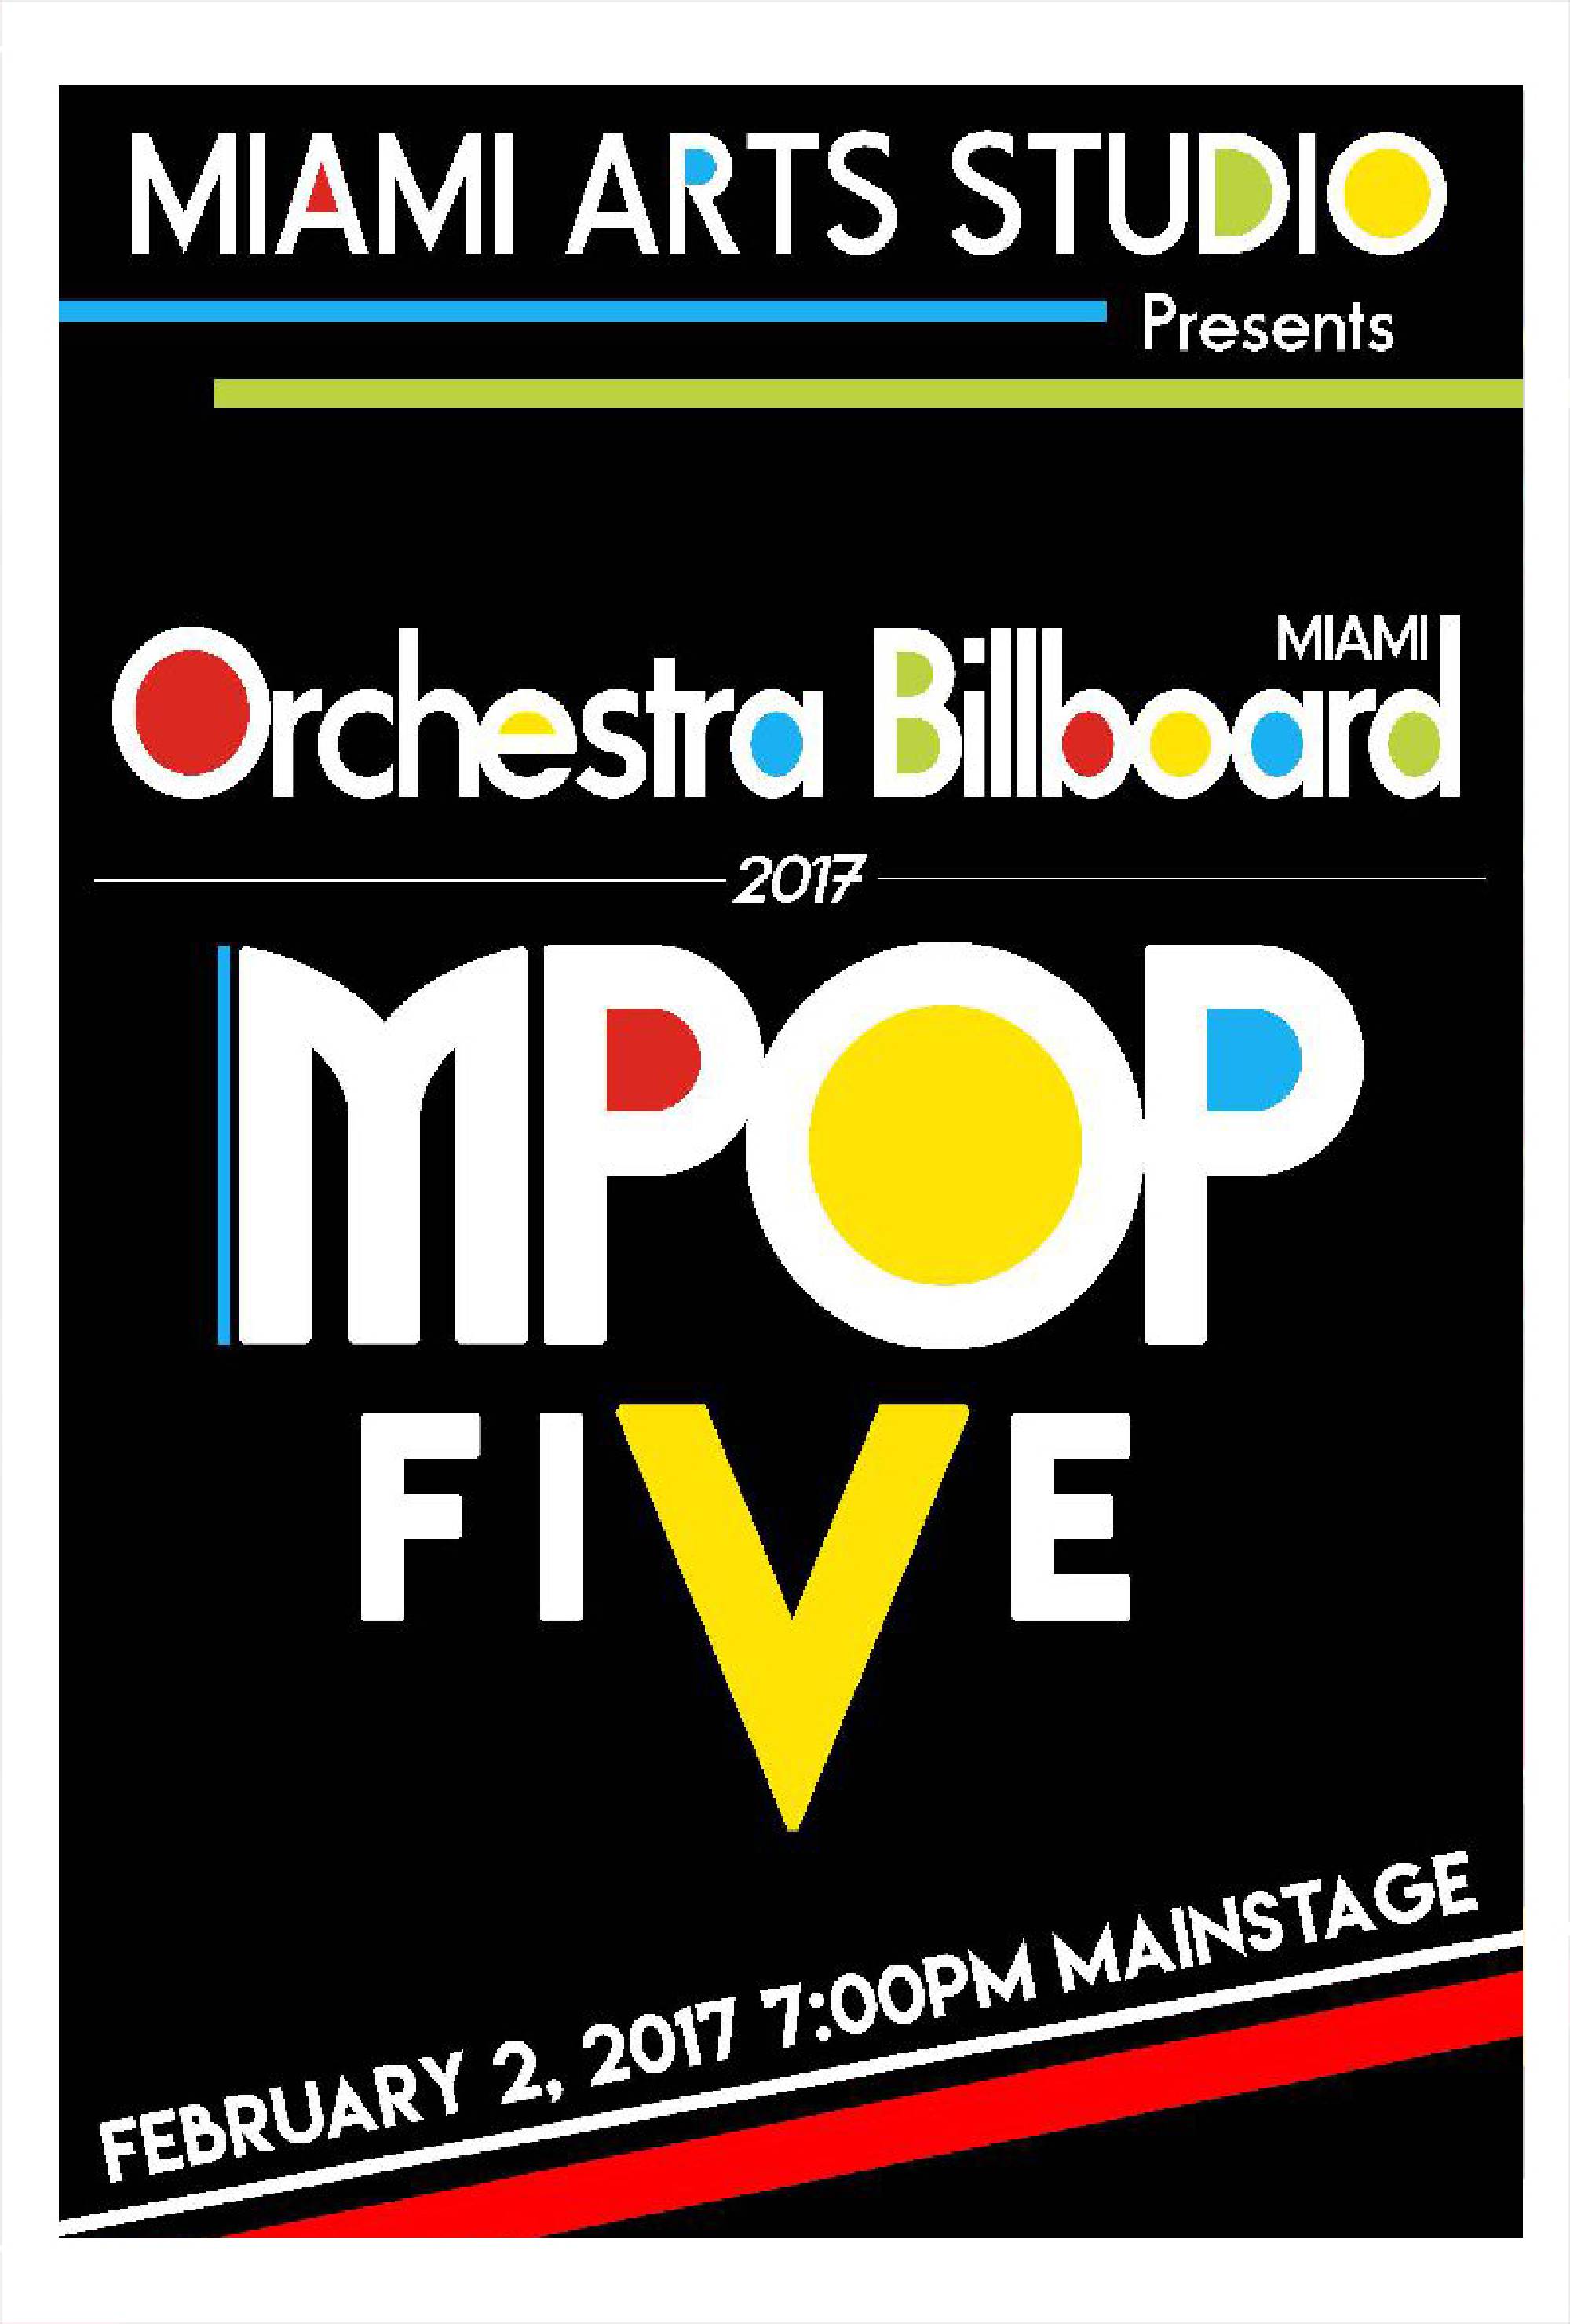 MIAMI ARTS STUDIO
Presents
MIAMI
Orchestra Billboard
2017
MPOP
FIVE
FEBRUARY 2, 2017 7:00PM MAINSTAGE